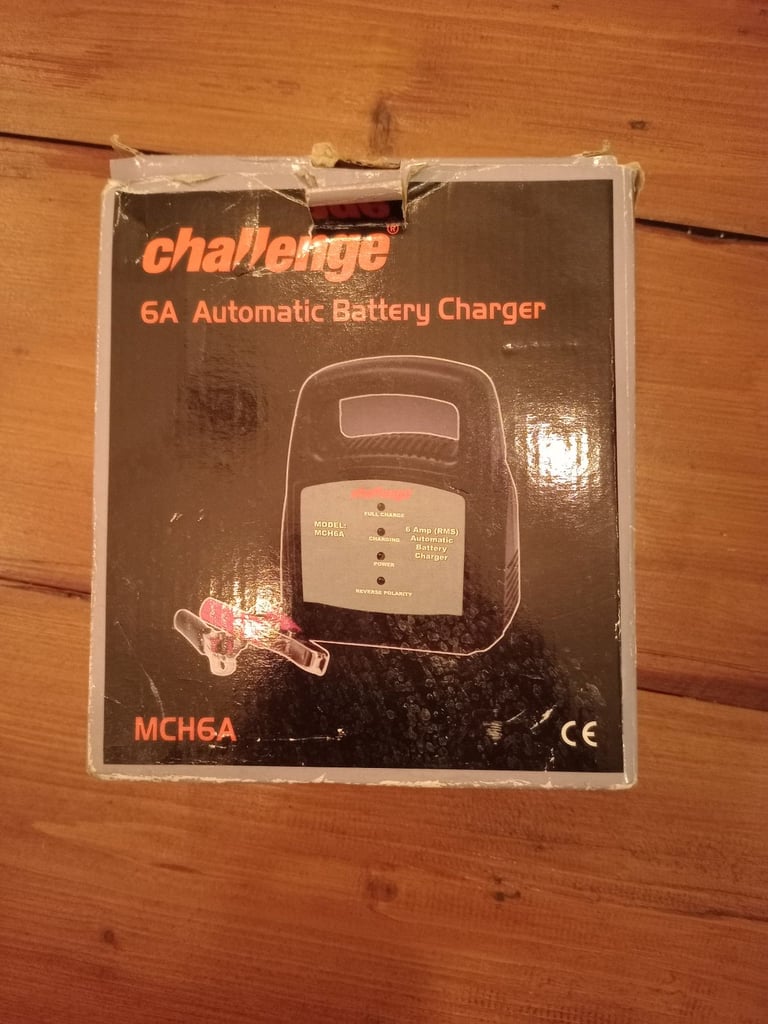 challenge®
6A Automatic Battery Charger
challenge
FULL CHARGE
MODEL:
MCH6A
6 Amp (RMS)
Automatic
Battery
Charger
CHARGING
POWER
REVERSE POLARITY
MCH6A
CE